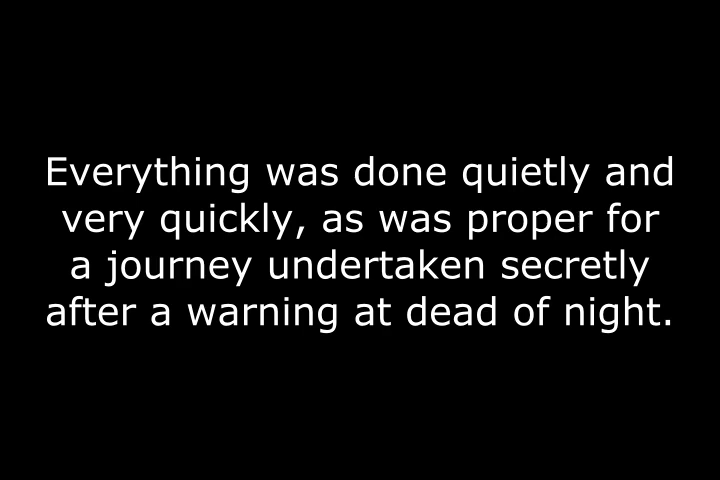 Everything was done quietly and
very quickly, as was proper for
a journey undertaken secretly
after a warning at dead of night.